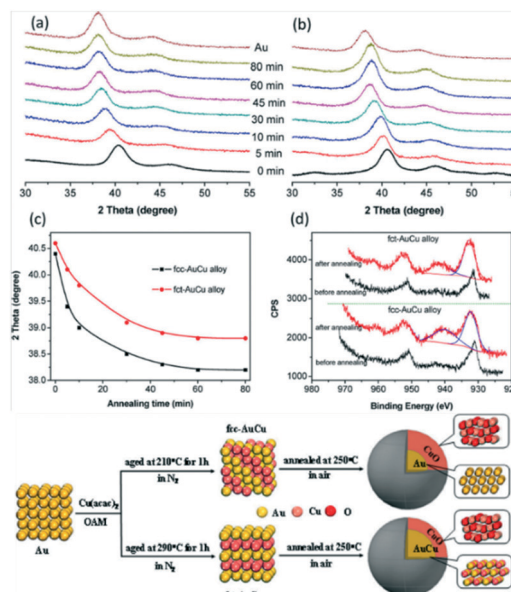 (a)
Au
80 min
60 min
45 min
30 min
10 min
5 min
0 min
30 35 40 45 50 55
2 Theta (degree)
(b)
30 35 40 45 50 55
2 Theta (degree)
(c)
fcc-AuCu alloy
fct-AuCu alloy
40.5
40.0
39.5
39.0
38.5
38.0
2 Theta (degree)
0 20 40 60 80
Annealing time (min)
(d)
fct-AuCu alloy
after annealing
before annealing
fcc-AuCu alloy
after annealing
before annealing
4000
3000
2000
1000
CPS
970 960 950 940 930
Binding Energy (eV)
fcc-AuCu
aged at 210°C for 1h
in N2
annealed at 250°C
in air
CuO
Au
Cu(acac)2
OAM
Au
Au Cu O
aged at 290°C for 1h
in N2
annealed at 250°C
in air
CuO
AuCu